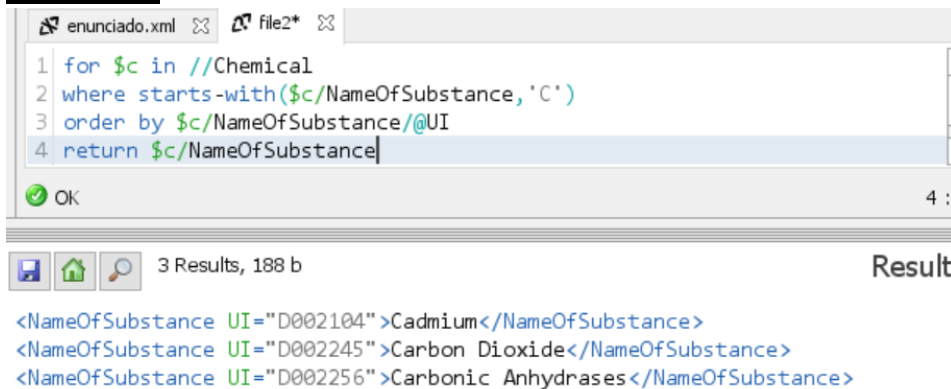 enunciado.xml file2*
1 for $c in //Chemical
2 where starts-with($c/NameOfSubstance,'C')
3 order by $c/NameOfSubstance/@UI
4 return $c/NameOfSubstance
OK 4 :
3 Results, 188 b Result
<NameOfSubstance UI="D002104">Cadmium</NameOfSubstance>
<NameOfSubstance UI="D002245">Carbon Dioxide</NameOfSubstance>
<NameOfSubstance UI="D002256">Carbonic Anhydrases</NameOfSubstance>